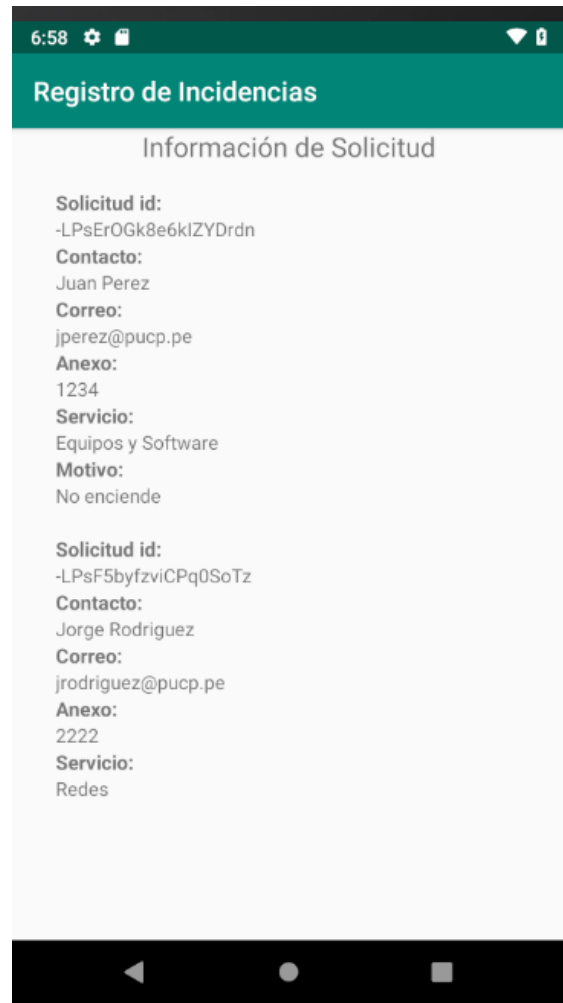 6:58
Registro de Incidencias
Información de Solicitud
Solicitud id:
-LPsErOGk8e6kIZYDrdn
Contacto:
Juan Perez
Correo:
jperez@pucp.pe
Anexo:
1234
Servicio:
Equipos y Software
Motivo:
No enciende
Solicitud id:
-LPsF5byfzviCPq0SoTz
Contacto:
Jorge Rodriguez
Correo:
jrodriguez@pucp.pe
Anexo:
2222
Servicio:
Redes